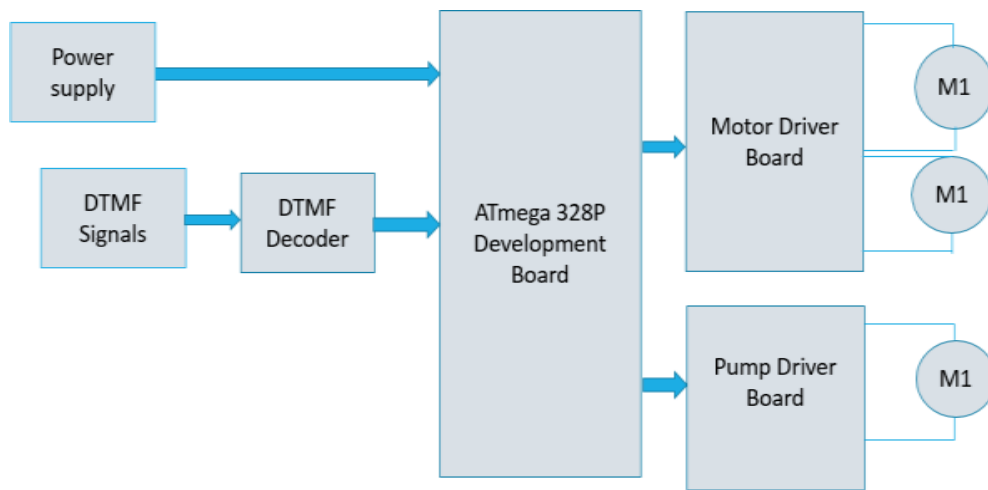 Power
supply
DTMF
Signals
DTMF
Decoder
ATmega 328P
Development
Board
Motor Driver
Board
M1
M1
Pump Driver
Board
M1